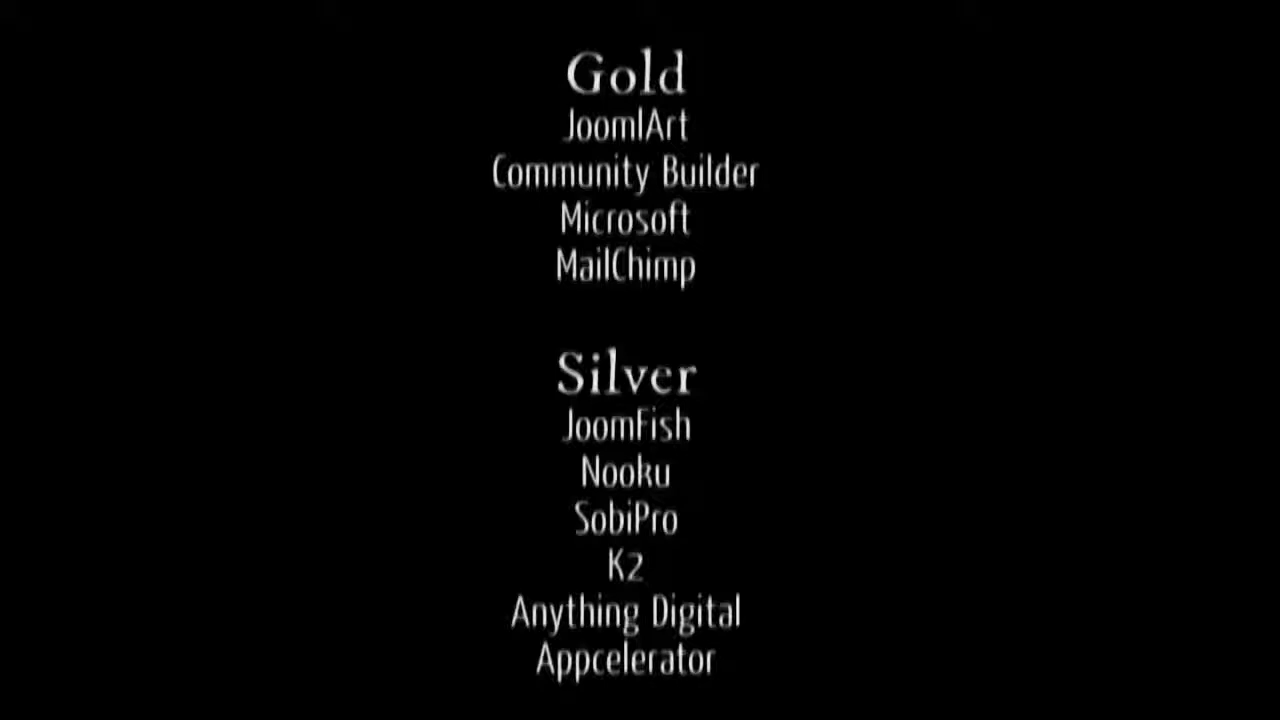 Gold
JoomlArt
Community Builder
Microsoft
MailChimp
Silver
JoomFish
Nooku
SobiPro
K2
Anything Digital
Appcelerator